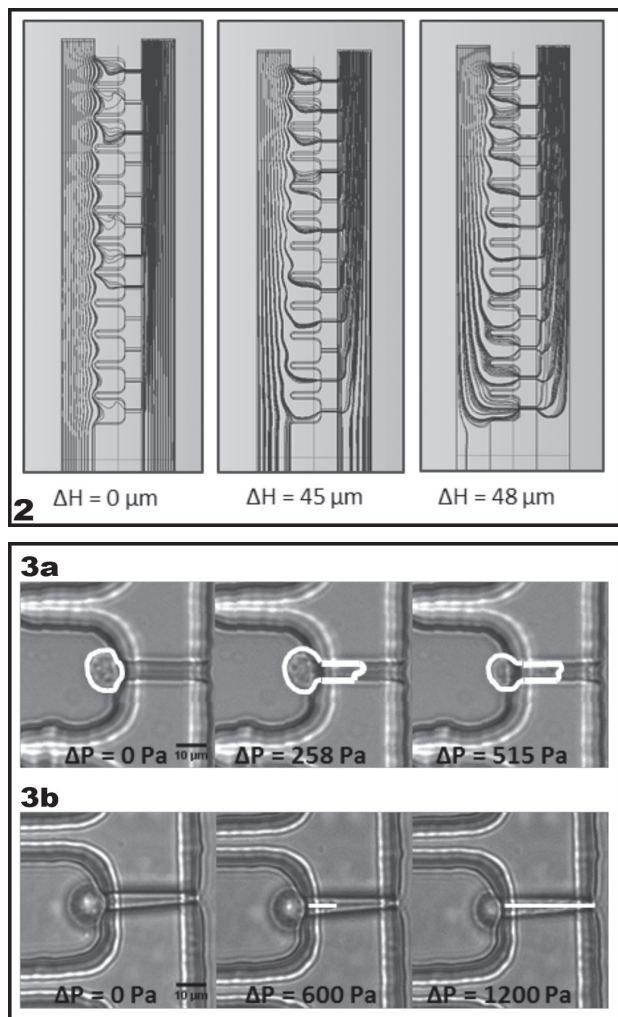 ΔH = 0 μm ΔH = 45 μm ΔH = 48 μm
2
3a
ΔP = 0 Pa 10 μm ΔP = 258 Pa ΔP = 515 Pa
3b
ΔP = 0 Pa 10 μm ΔP = 600 Pa ΔP = 1200 Pa